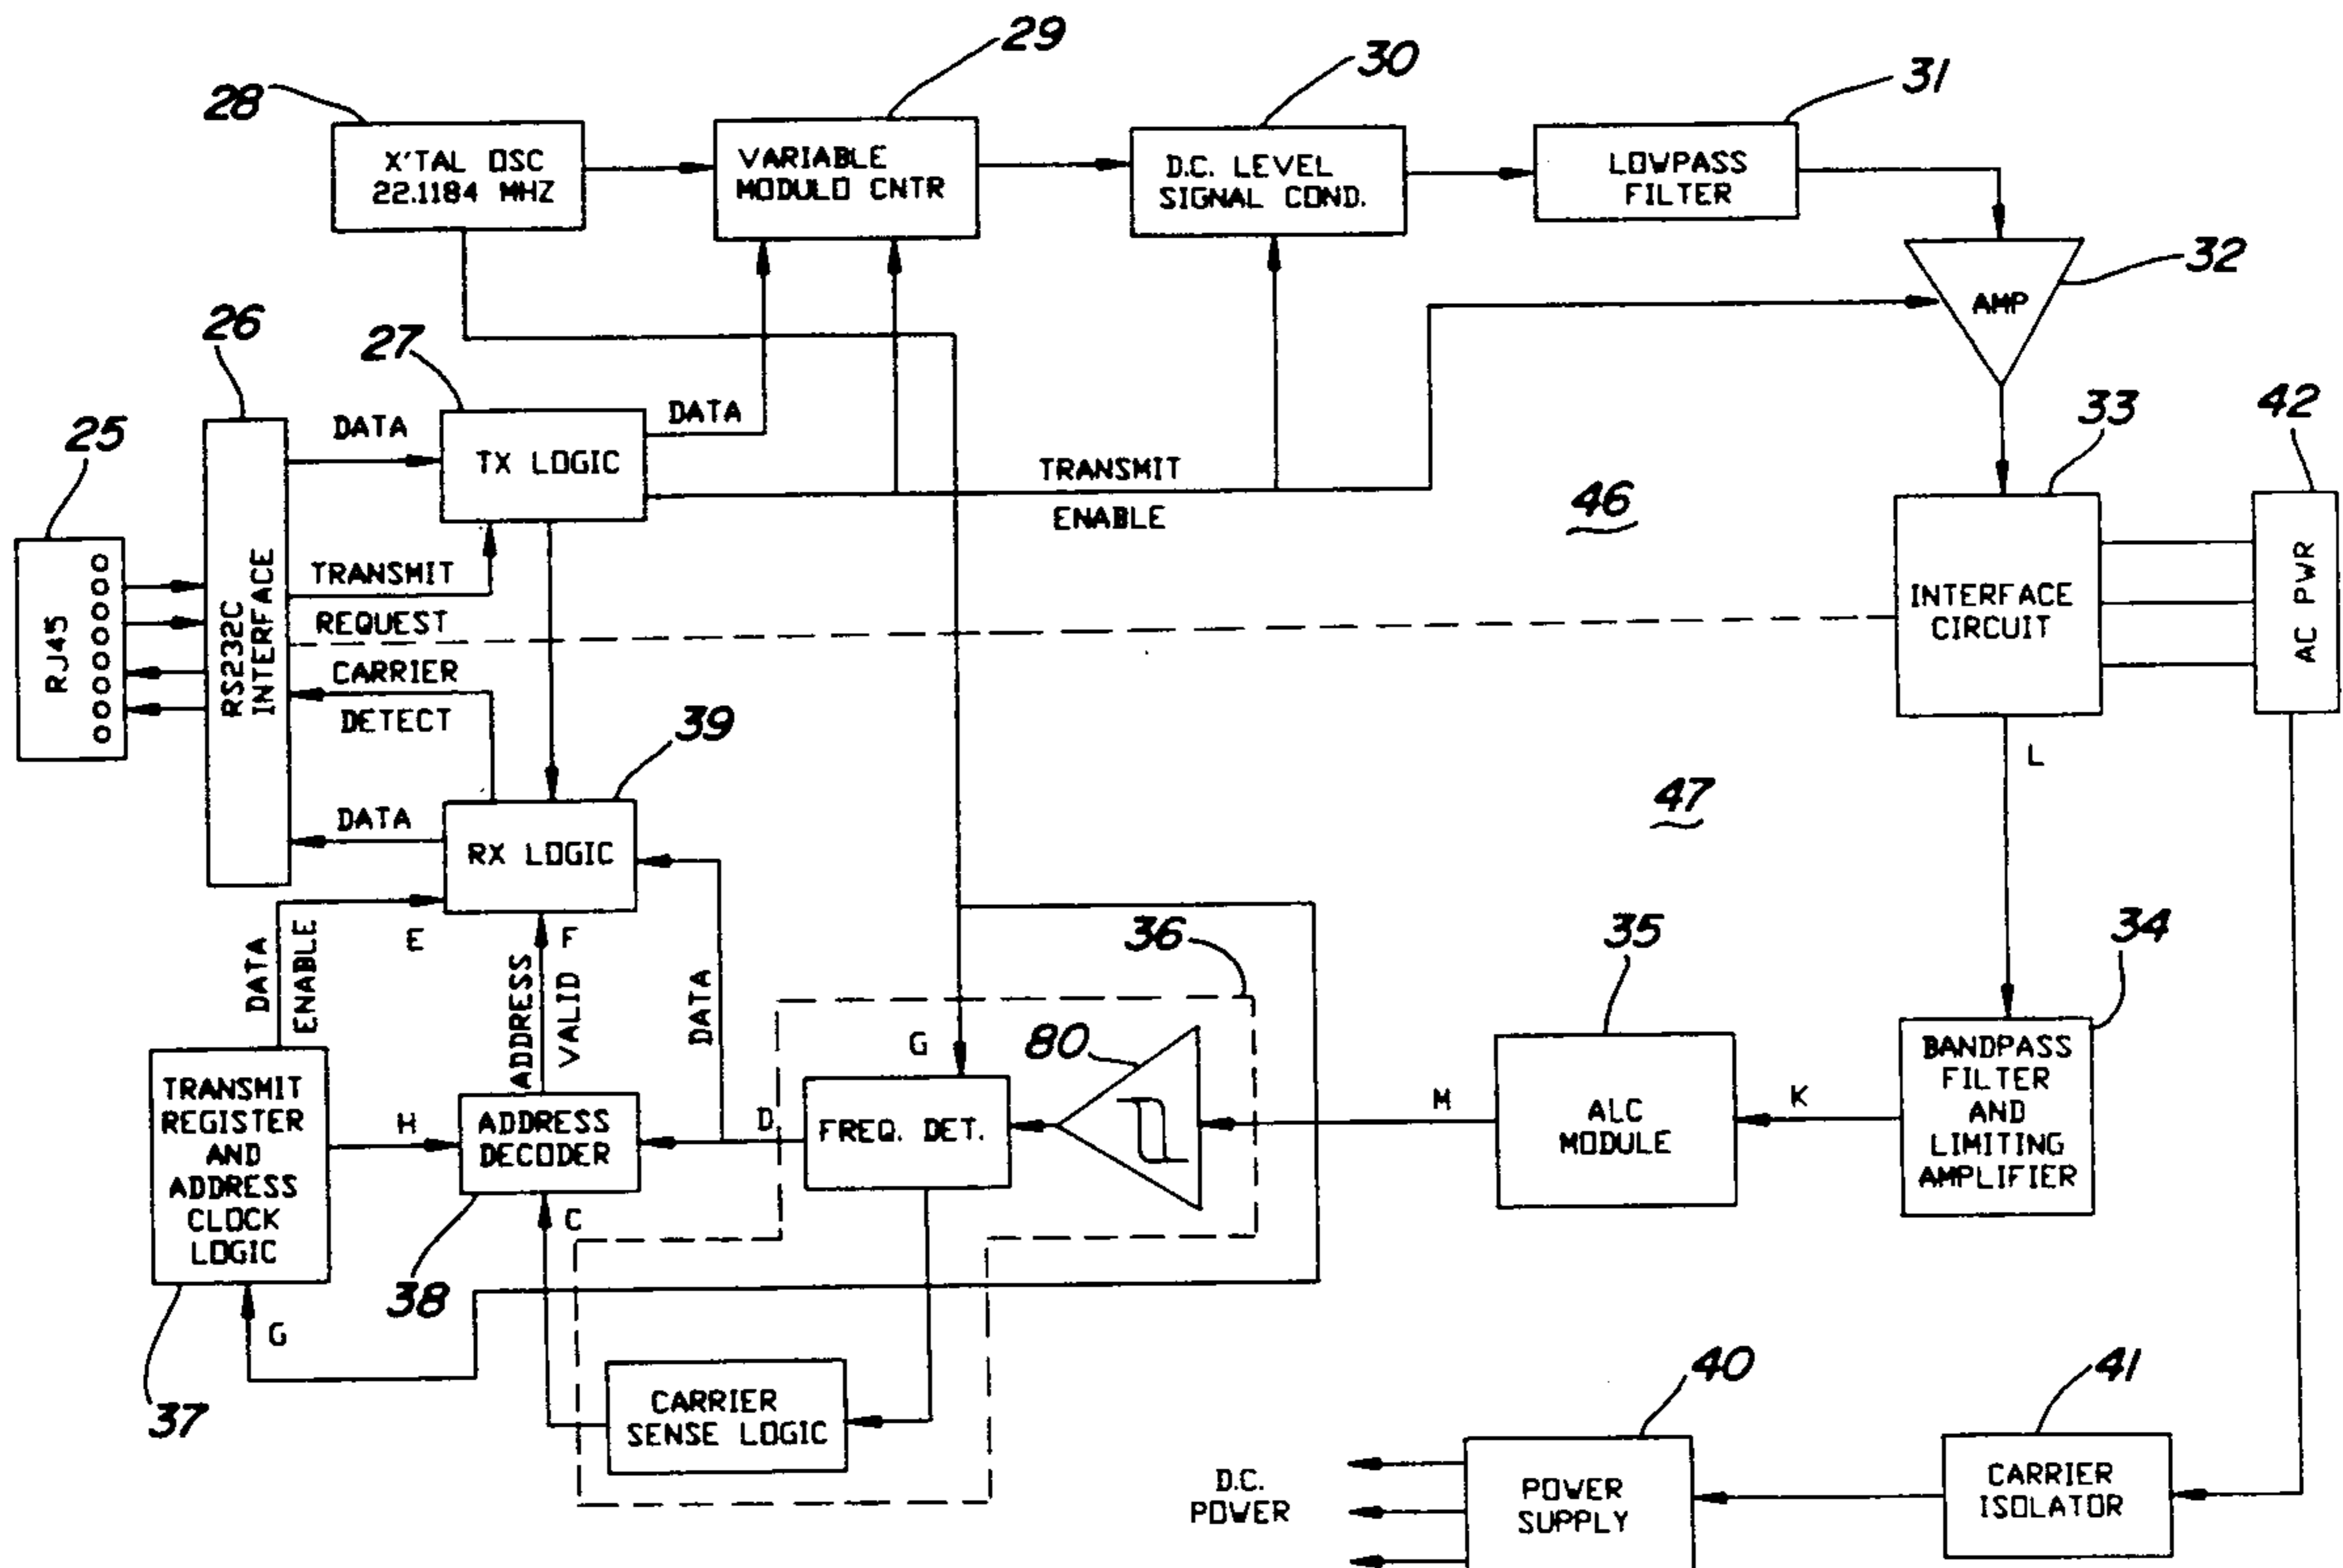 29
30
31
28
X'TAL OSC
22.1184 MHZ
VARIABLE
MODULO CNTR
D.C. LEVEL
SIGNAL COND.
LOWPASS
FILTER
32
AMP
26
27
25
DATA
DATA
TX LOGIC
TRANSMIT
ENABLE
46
33
42
RJ45
RS232C
INTERFACE
TRANSMIT
REQUEST
CARRIER
DETECT
INTERFACE
CIRCUIT
AC PWR
39
L
47
DATA
RX LOGIC
DATA
ENABLE
E
F
ADDRESS
VALID
DATA
36
35
34
G
80
TRANSMIT
REGISTER
AND
ADDRESS
CLOCK
LOGIC
H
ADDRESS
DECODER
D
FREQ. DET.
M
ALC
MODULE
K
BANDPASS
FILTER
AND
LIMITING
AMPLIFIER
C
38
G
37
CARRIER
SENSE LOGIC
40
41
D.C.
POWER
POWER
SUPPLY
CARRIER
ISOLATOR